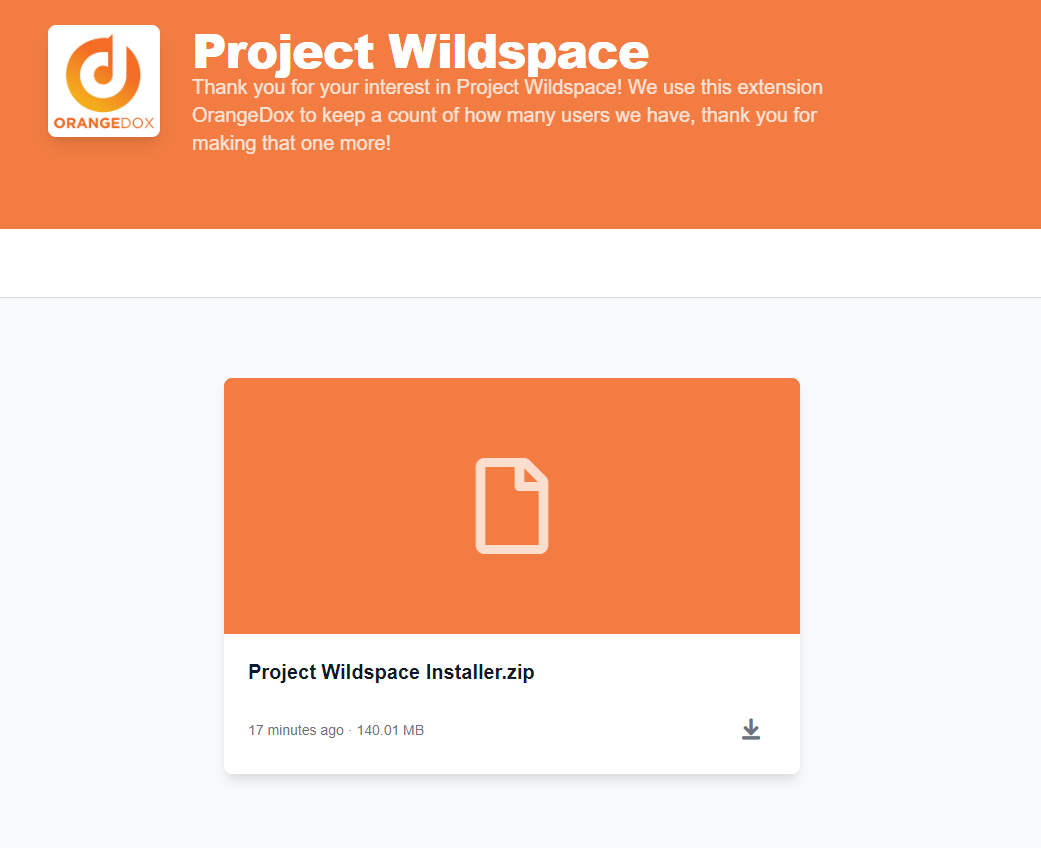 ORANGEDOX
Project Wildspace
Thank you for your interest in Project Wildspace! We use this extension
OrangeDox to keep a count of how many users we have, thank you for
making that one more!
Project Wildspace Installer.zip
17 minutes ago · 140.01 MB